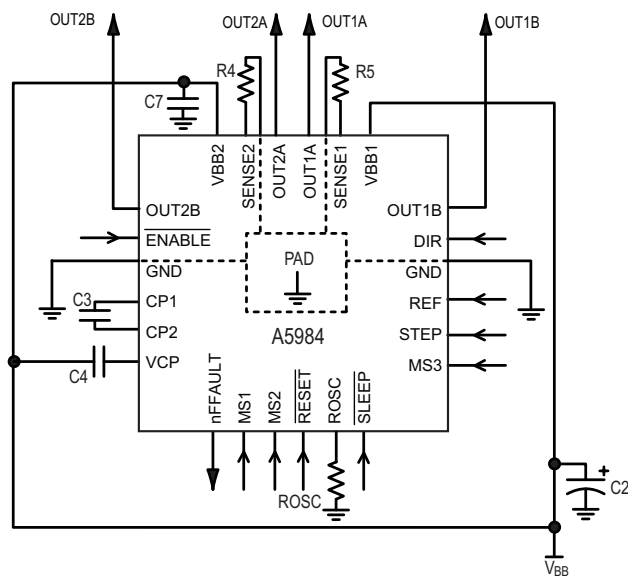 OUT2B
OUT2A
OUT1A
OUT1B
R4
R5
C7
VBB2
SENSE2
OUT2A
OUT1A
SENSE1
VBB1
OUT2B
OUT1B
ENABLE
DIR
GND
PAD
GND
CP1
REF
C3
CP2
A5984
STEP
VCP
MS3
C4
nFFAULT
MS1
MS2
RESET
ROSC
SLEEP
ROSC
+
C2
VBB